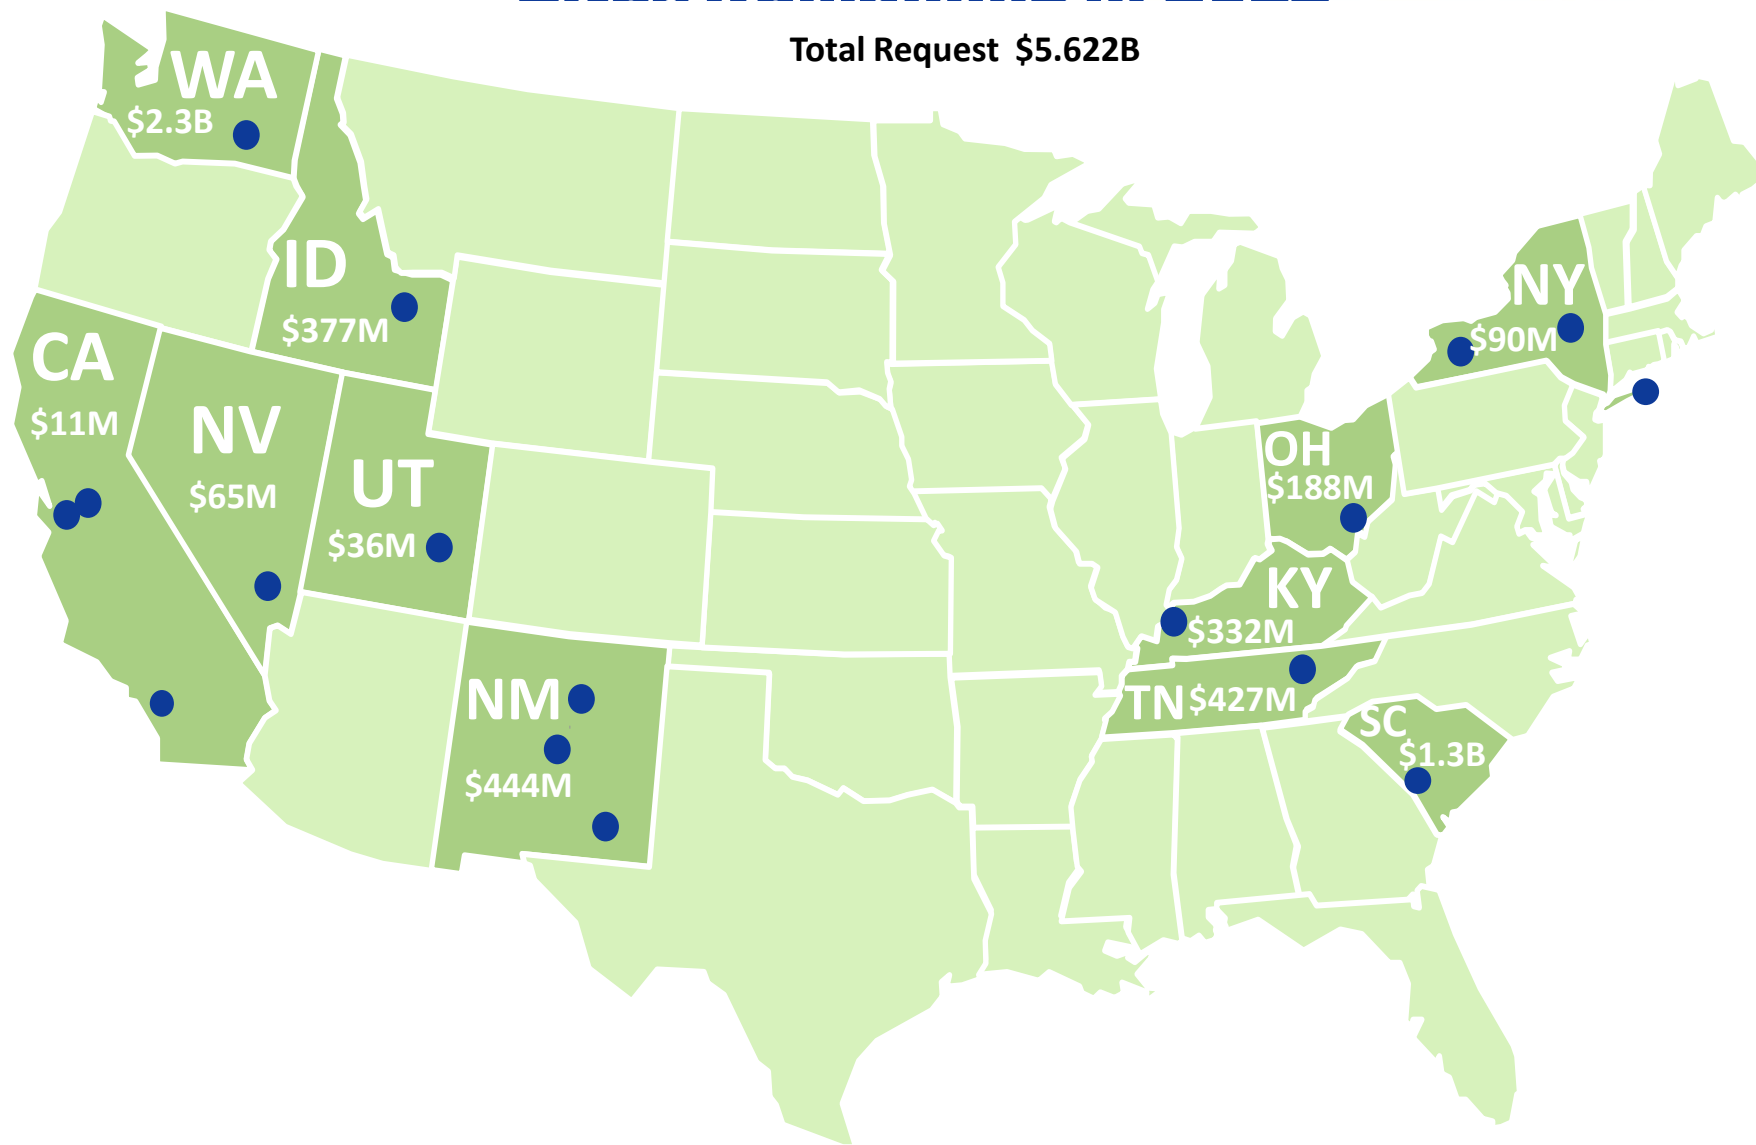 Total Request $5.622B
WA
$2.3B
ID
$377M
NY
$90M
CA
$11M
NV
$65M
UT
$36M
OH
$188M
KY
$332M
NM
$444M
TN $427M
SC
$1.3B